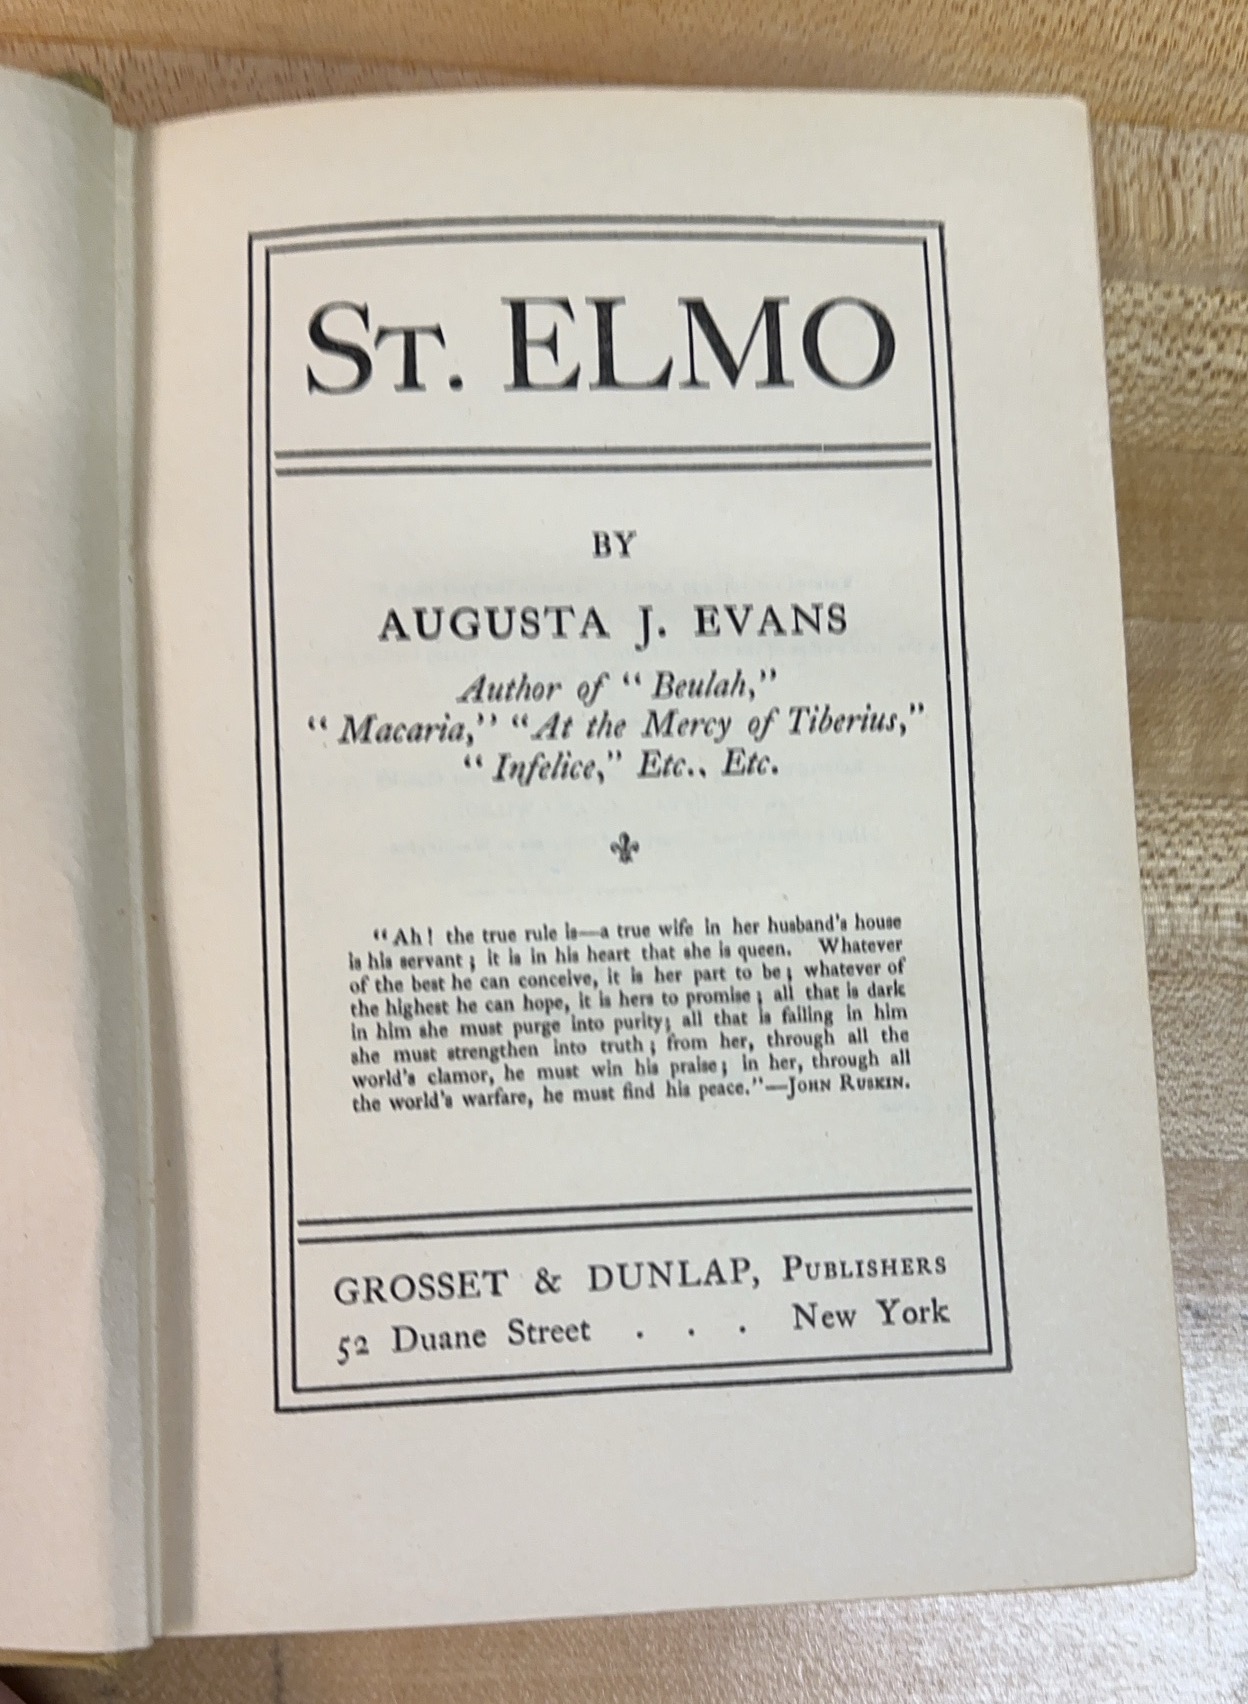 ST. ELMO
BY
AUGUSTA J. EVANS
Author of “ Beulah,”
“ Macaria,” “At the Mercy of Tiberius,”
“ Infelice,” Etc., Etc.
“Ah! the true rule is—a true wife in her husband's house
is his servant; it is in his heart that she is queen. Whatever
of the best he can conceive, it is her part to be; whatever of
the highest he can hope, it is hers to promise; all that is dark
in him she must purge into purity; all that is failing in him
she must strengthen into truth; from her, through all the
world's clamor, he must win his praise; in her, through all
the world's warfare, he must find his peace.”—JOHN RUSKIN.
GROSSET & DUNLAP, PUBLISHERS
52 Duane Street . . . New York